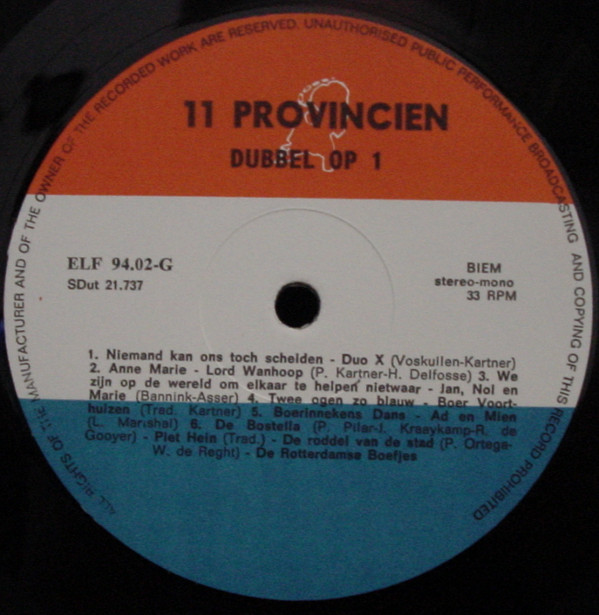 ALL RIGHTS OF THE MANUFACTURER AND OF THE OWNER OF THE RECORDED WORK ARE RESERVED. UNAUTHORISED PUBLIC PERFORMANCE BROADCASTING AND COPYING OF THIS RECORD PROHIBITED
11 PROVINCIEN
DUBBEL OP 1
ELF 94.02-G
SDut 21.737
BIEM
stereo-mono
33 RPM
1. Niemand kan ons toch scheiden - Duo X (Voskuilen-Kartner)
2. Anne Marie - Lord Wanhoop (P. Kartner-H. Delfosse) 3. We
zijn op de wereld om elkaar te helpen nietwaar - Jan, Nol en
Marie (Bannink-Asser) 4. Twee ogen zo blauw - Boer Voort-
huizen (Trad. Kartner) 5. Boerinnekens Dans - Ad en Mien
(L. Marishal) 6. De Bostella (P. Pilar-J. Kraaykamp-R. de
Gooyer) - Piet Hein (Trad.) - De roddel van de stad (P. Ortega-
W. de Reght) - De Rotterdamse Boefjes